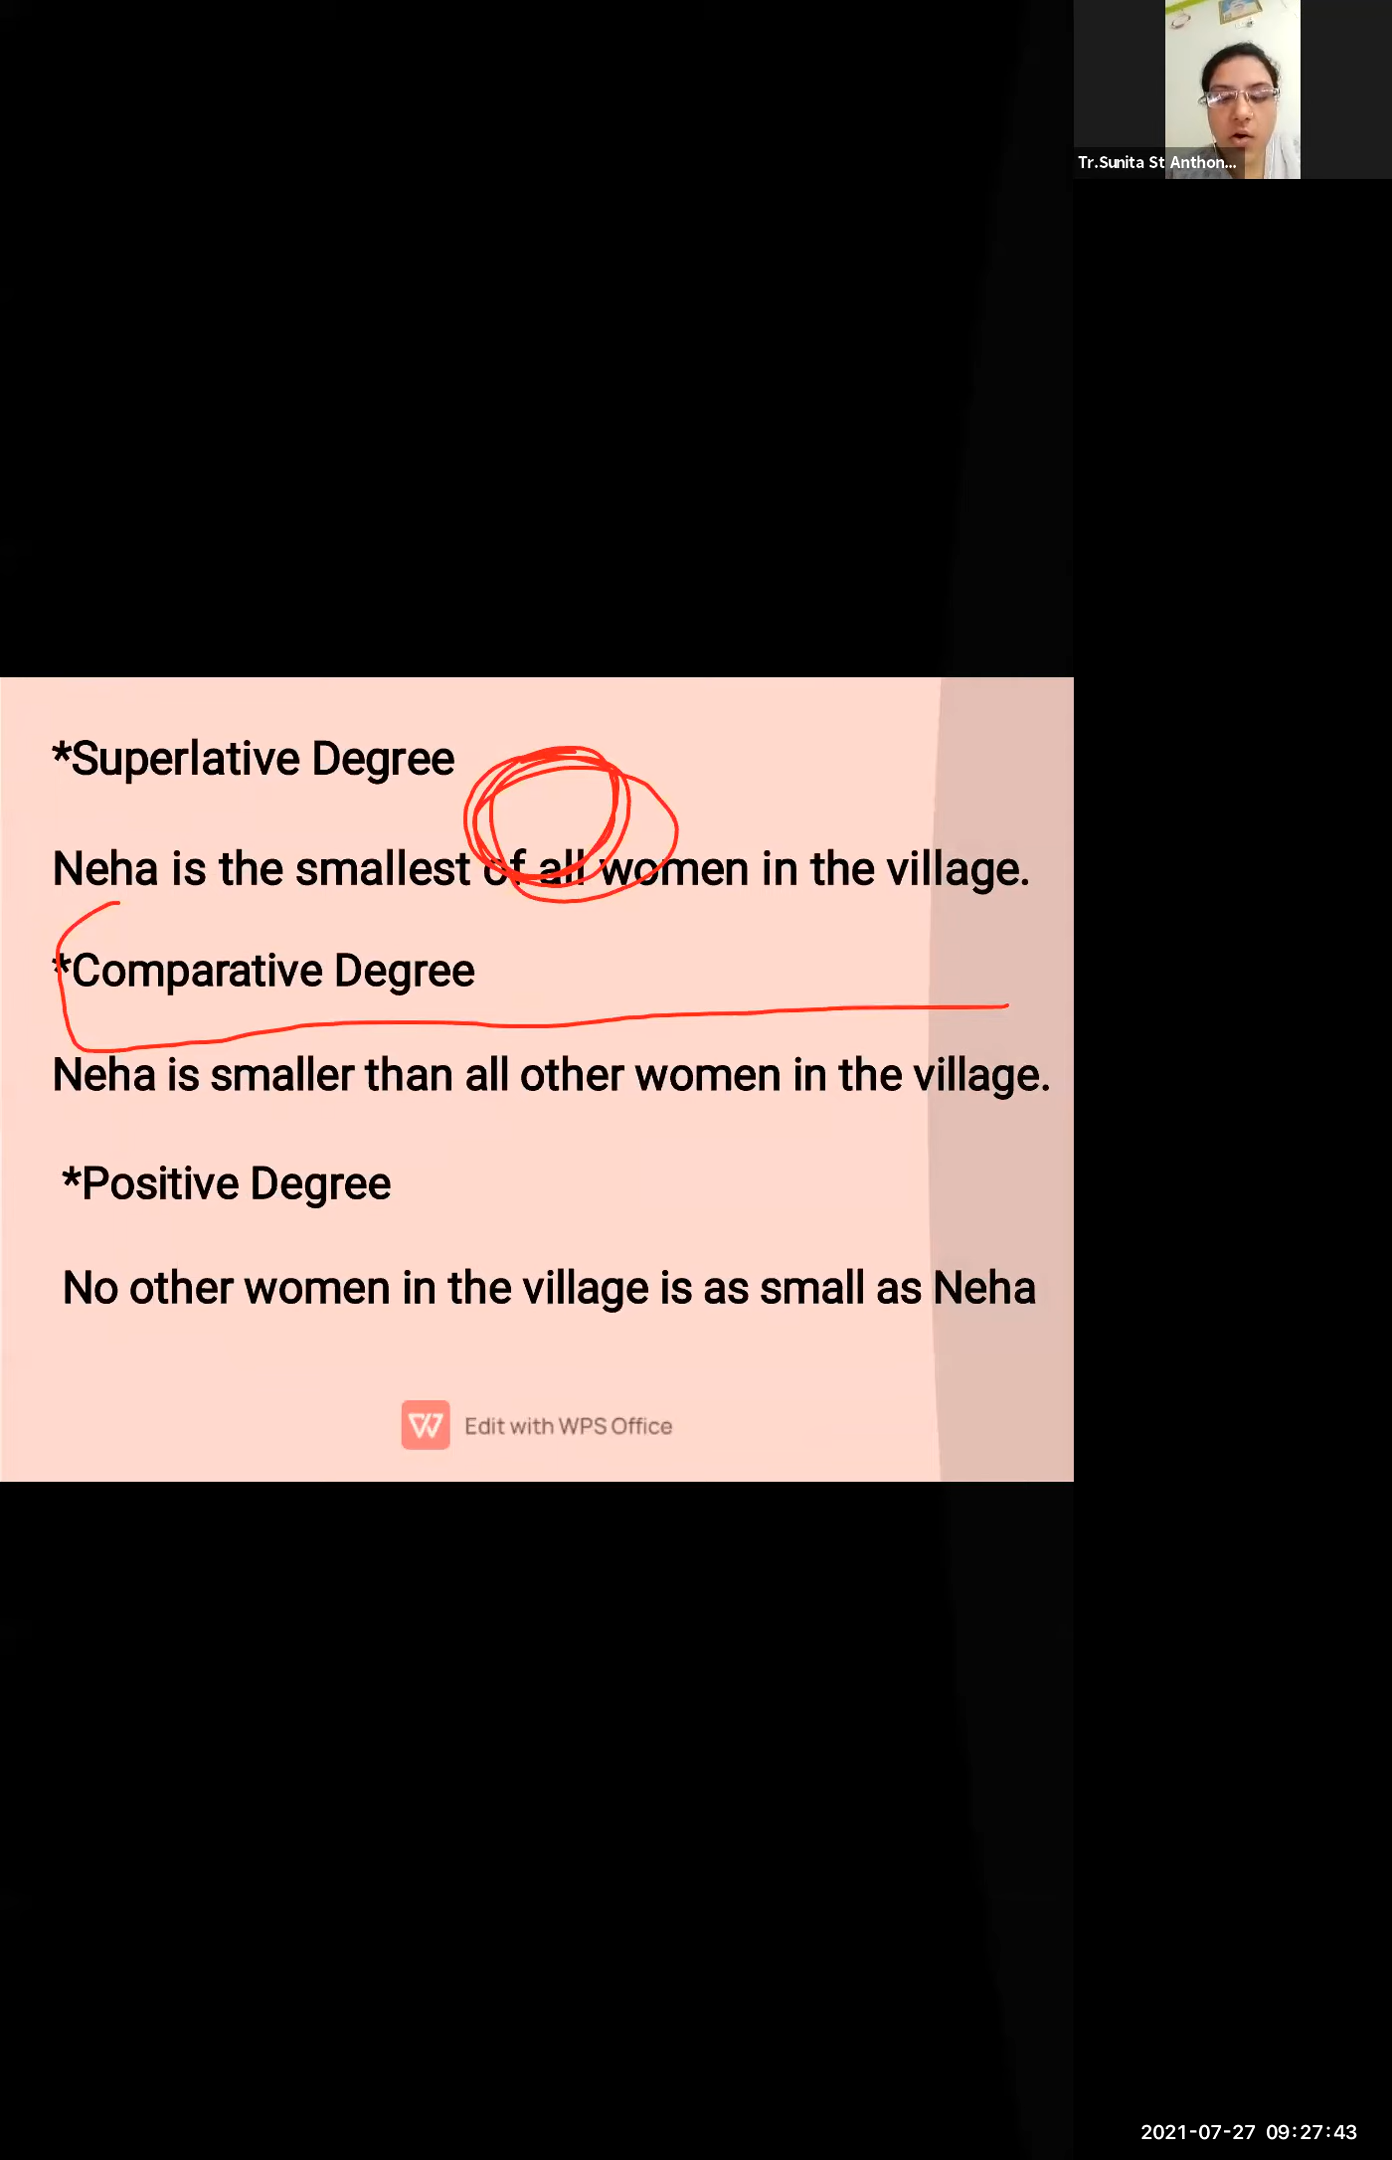 Tr.Sunita St Anthon...
*Superlative Degree
Neha is the smallest of all women in the village.
*Comparative Degree
Neha is smaller than all other women in the village.
*Positive Degree
No other women in the village is as small as Neha
Edit with WPS Office
2021-07-27 09:27:43